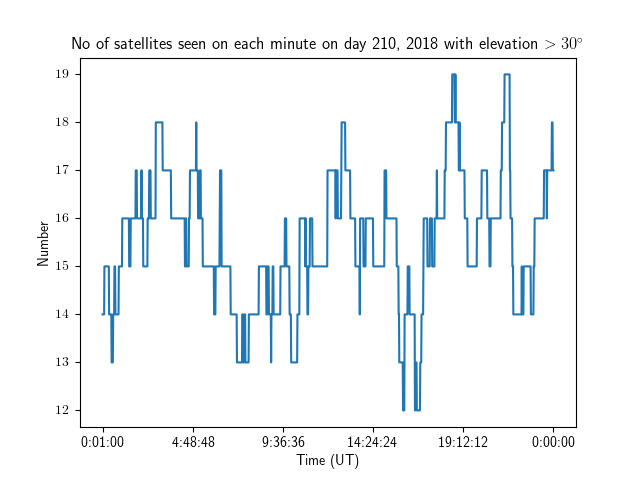 No of satellites seen on each minute on day 210, 2018 with elevation > 30°
19
18
17
16
15
14
13
12
Number
0:01:00 4:48:48 9:36:36 14:24:24 19:12:12 0:00:00
Time (UT)